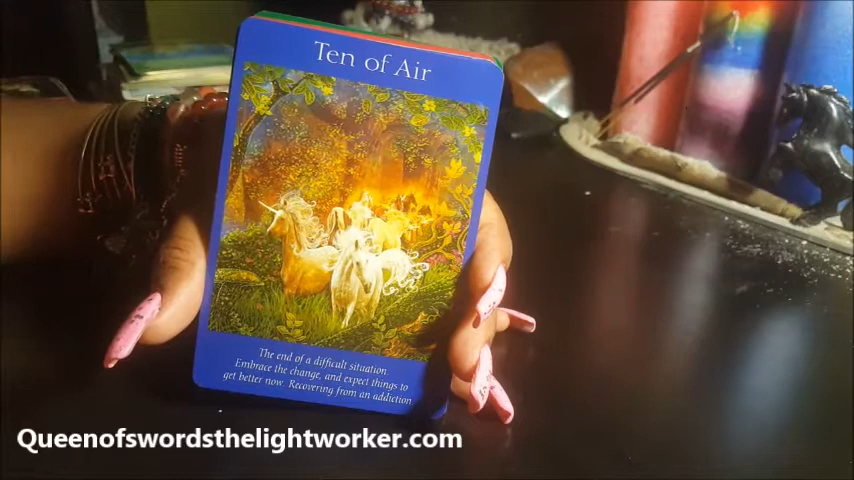 Ten of Air
The end of a difficult situation.
Embrace the change, and expect things to
get better now. Recovering from an addiction
Queenofswordsthelightworker.com